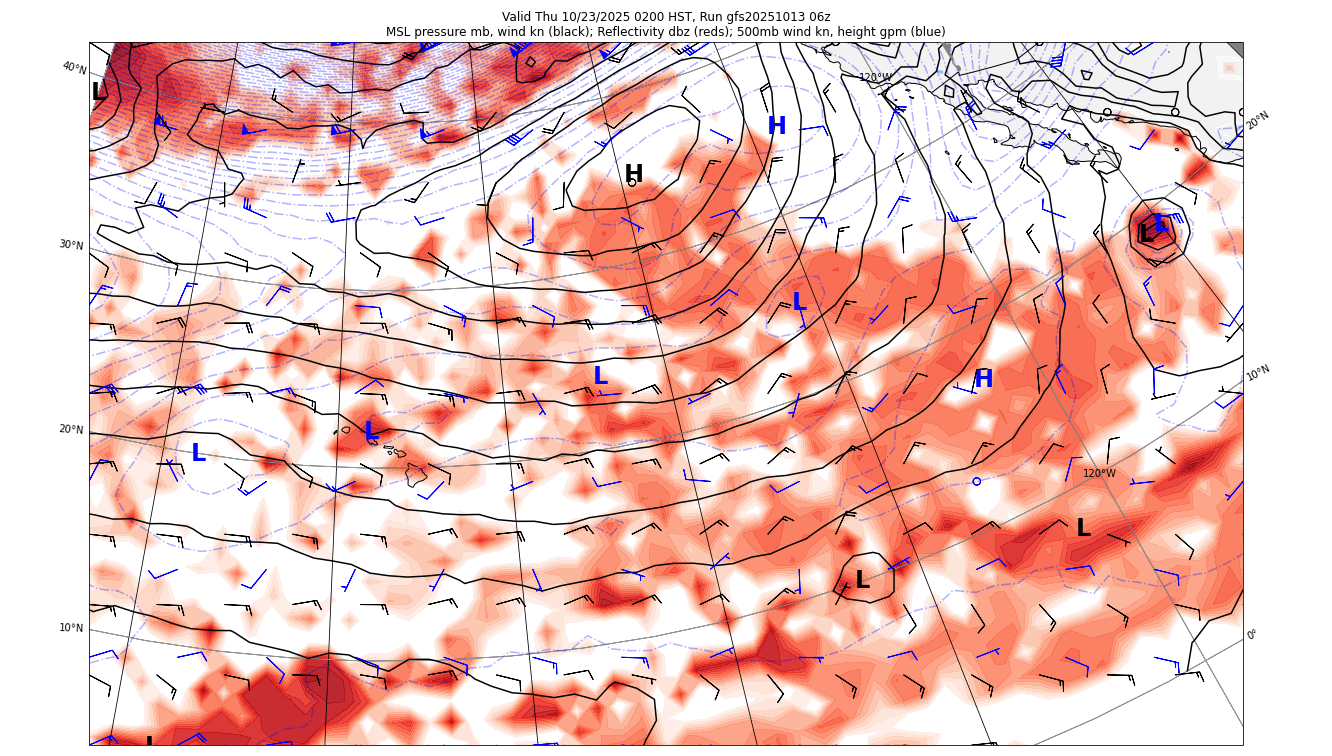 Valid Thu 10/23/2025 0200 HST, Run gfs20251013 06z
MSL pressure mb, wind kn (black); Reflectivity dbz (reds); 500mb wind kn, height gpm (blue)
40°N
120°W
L
20°N
H
H
L
L
30°N
L
10°N
L
H
20°N
L
L
120°W
L
L
10°N
0°
L